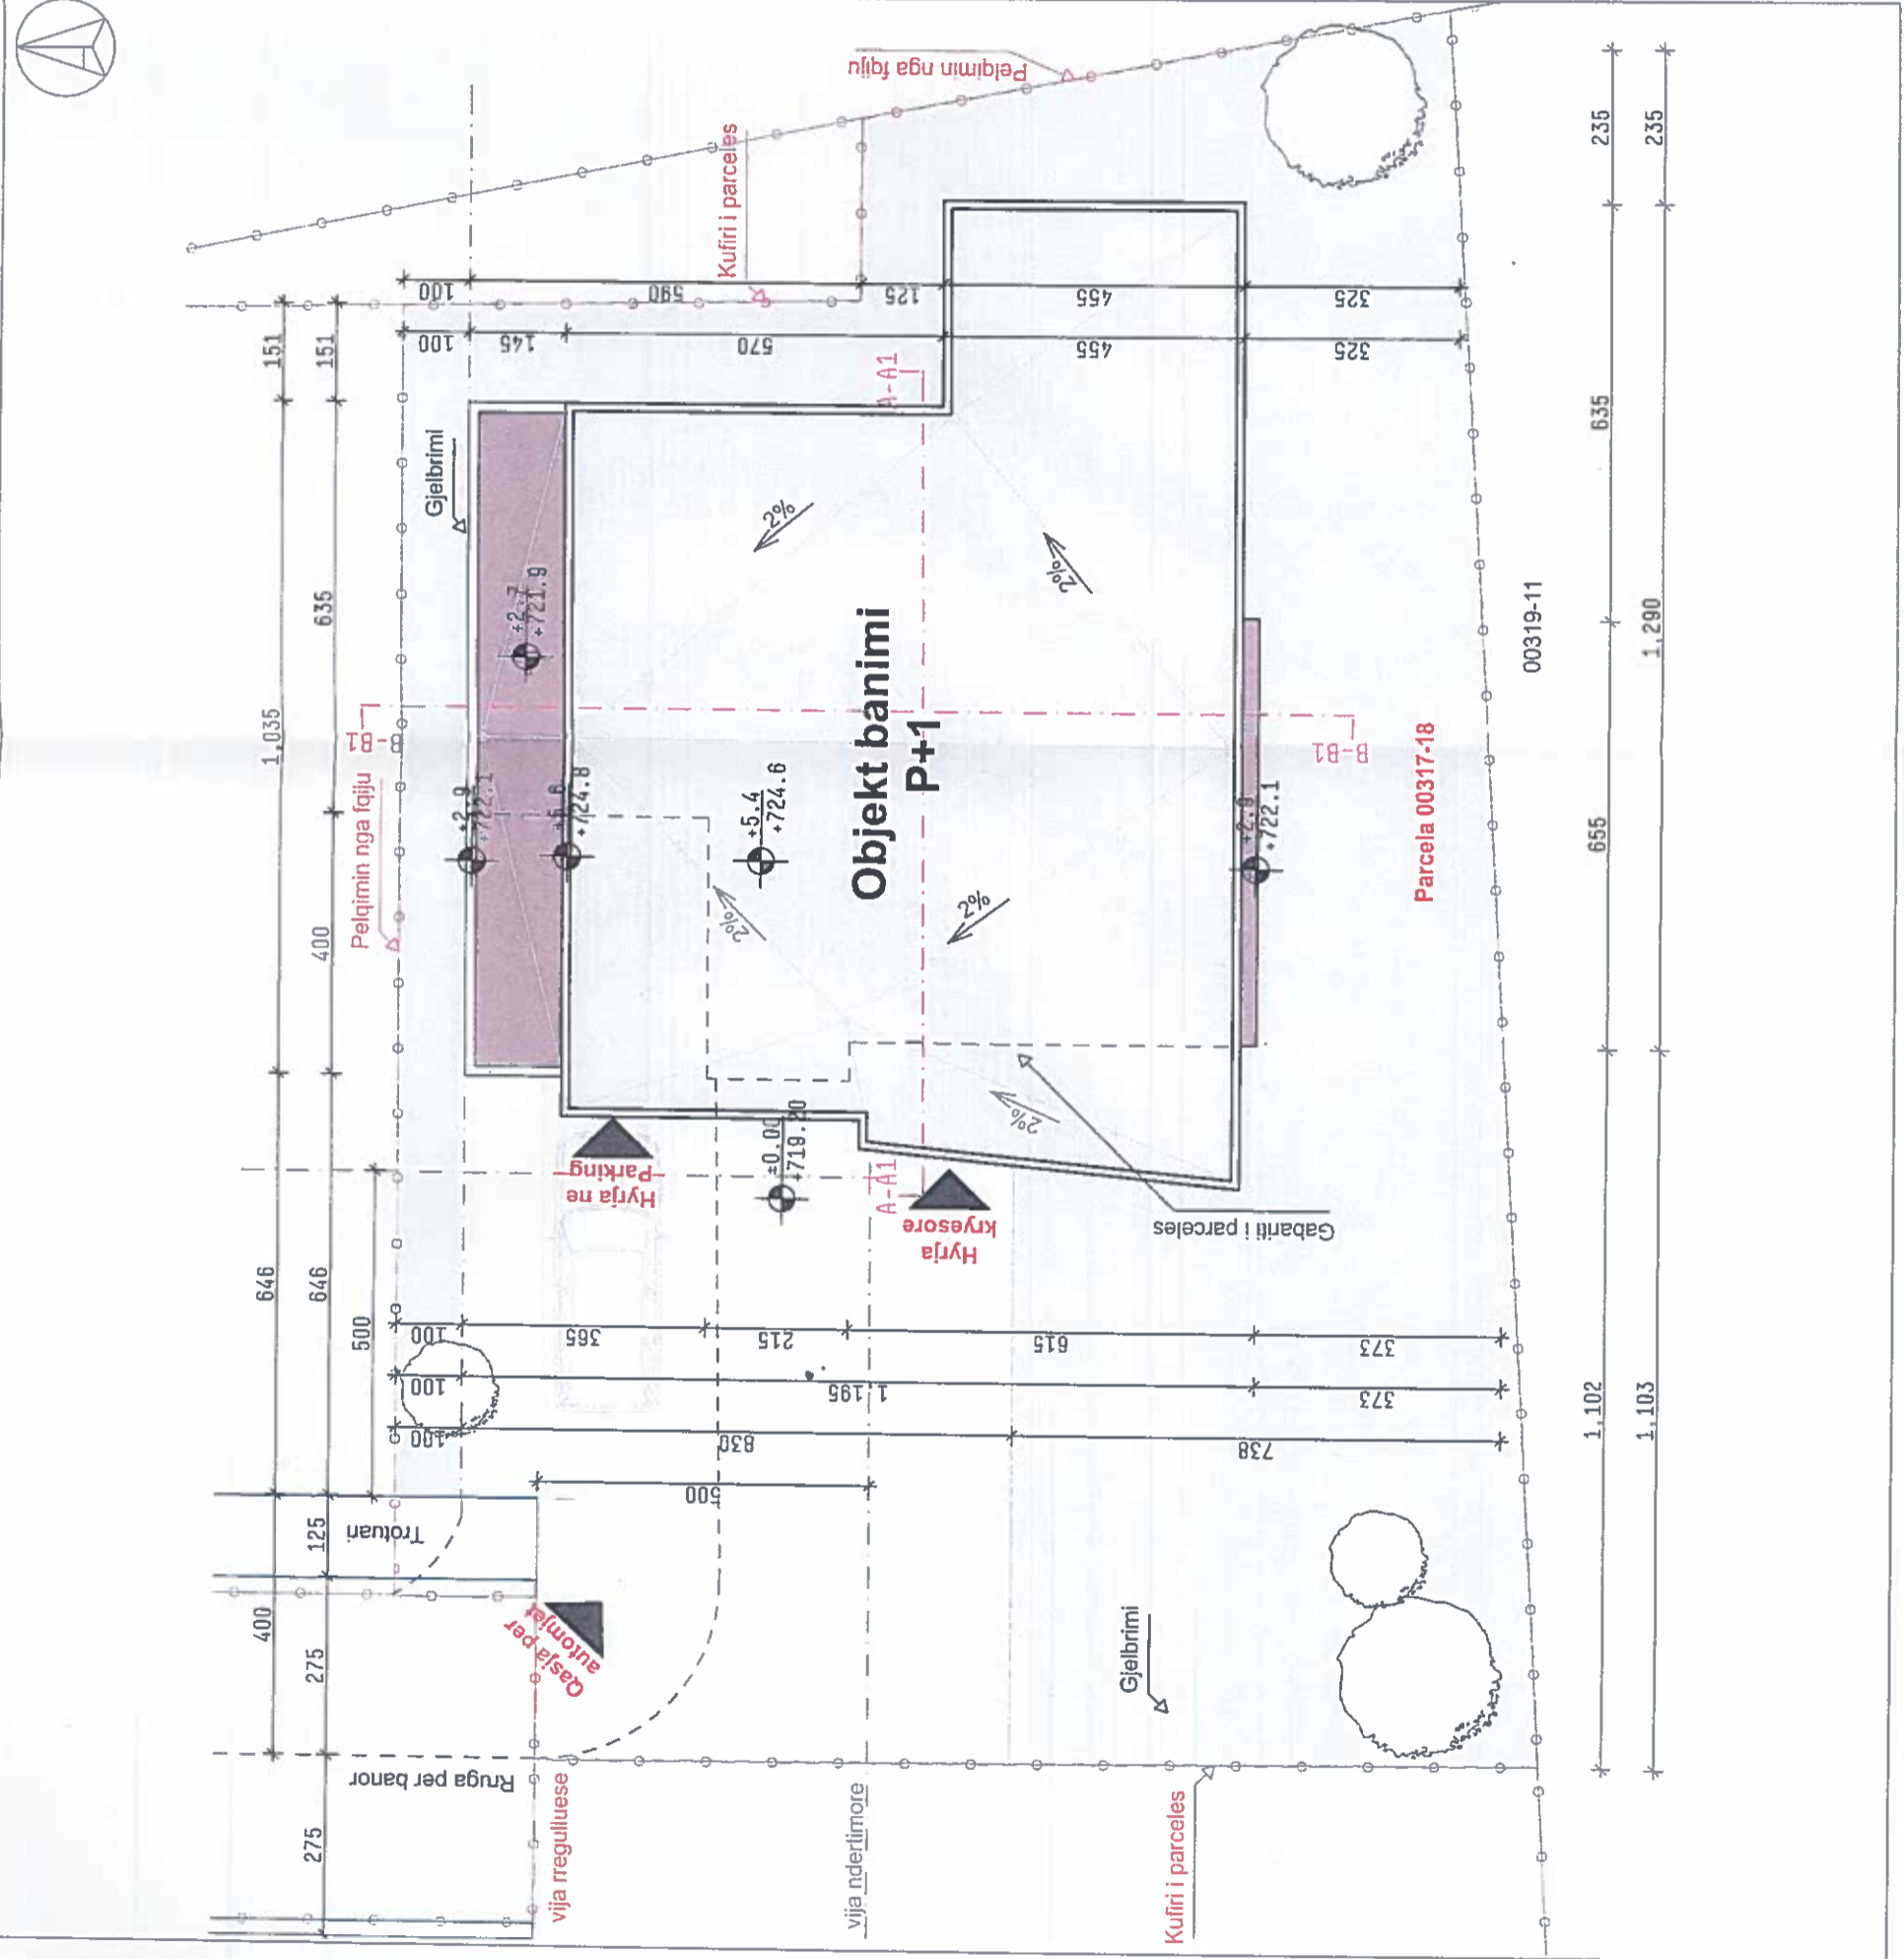 Pelqimin nga fqiju
Kufiri i parceles
235
235
100
590
125
455
325
100
145
570
455
325
151
151
A-A1
Gjelbrimi
2%
2%
+2.7
+721.9
635
635
635
1,035
00319-11
1,290
B-B1
B-B1
Pelqimin nga fqiju
+2.9
+722.1
+724.8
+5.4
+724.6
Objekt banimi
P+1
+722.1
Parcela 00317-18
655
400
2%
2%
2%
Hyrja ne
Parking
±0.00
+719.20
A-A1
Hyrja
kryesore
Gabariti i parceles
646
646
500
100
365
215
615
373
100
1,195
373
100
830
738
500
1,102
1,103
125
Trotuari
400
275
Qasja per
automjet
Gjelbrimi
Rruga per banor
275
vija rregulluese
vija ndertimore
Kufiri i parceles